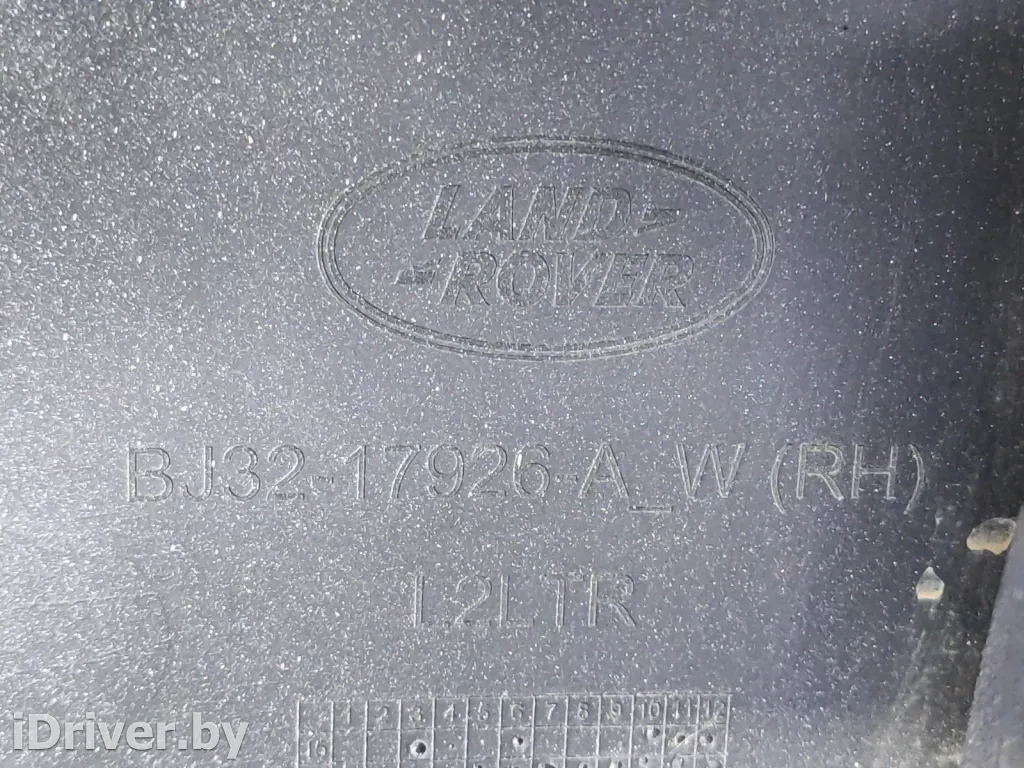 LAND
ROVER
BJ32-17926-A_W (RH)
L2LTR
1 2 3 4 5 6 7 8 9 10 11 12
iDriver.by